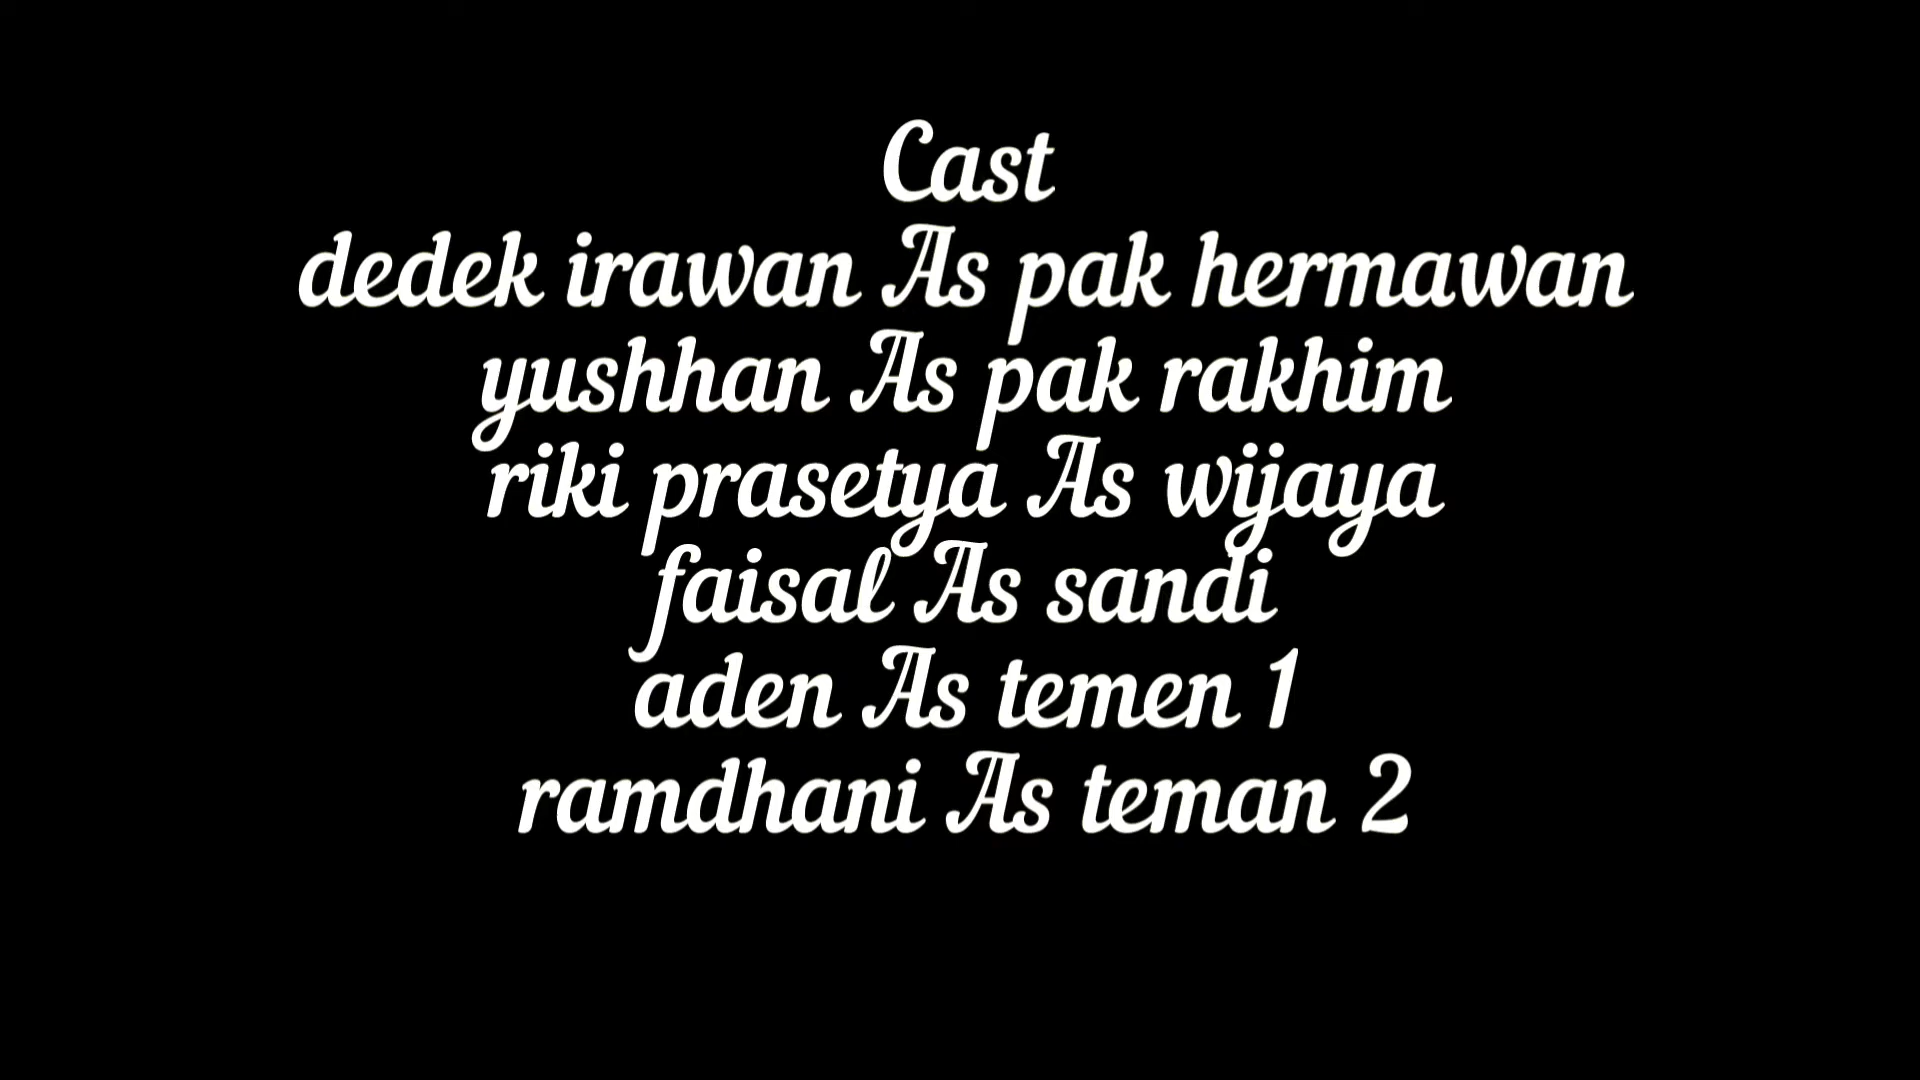 Cast
dedek irawan As pak hermawan
yushhan As pak rakhim
riki prasetya As wijaya
faisal As sandi
aden As temen 1
ramdhani As teman 2